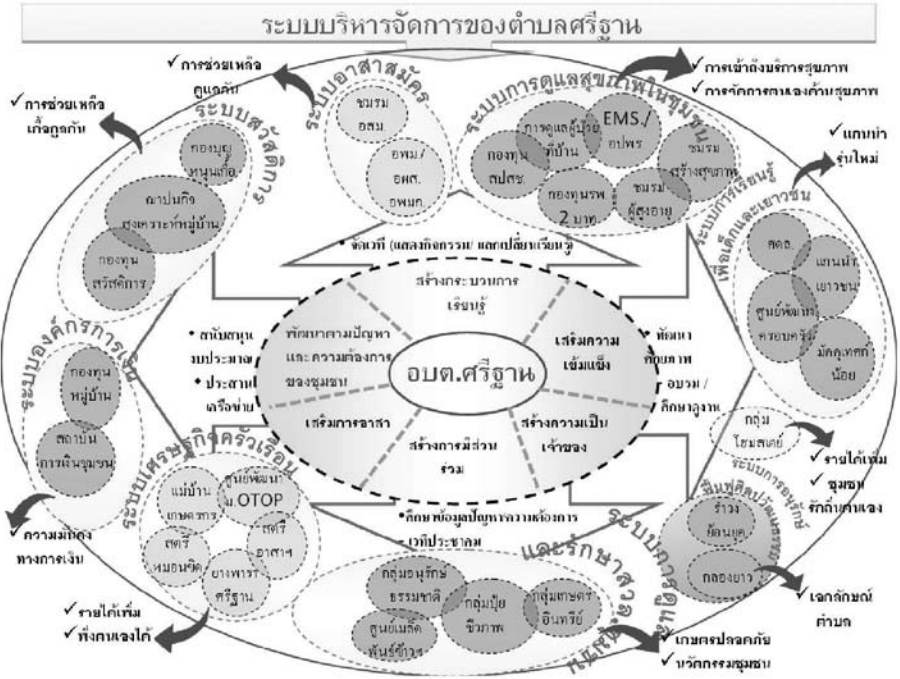 ระบบบริหารจัดการของตำบลศรีฐาน
✓ การช่วยเหลือ
ดูแลกัน
✓ การช่วยเหลือ
เกื้อกูลกัน
ระบบสวัสดิการ
กองบุญ
หนุนเกื้อ
ฌาปนกิจ
สงเคราะห์หมู่บ้าน
กองทุน
สวัสดิการ
ระบบอาสาสมัคร
ชมรม
อสม.
อพม./
อผส.
อพมก.
ระบบการดูแลสุขภาพในชุมชน
กองทุน
สปสช.
การดูแลผู้ป่วย
ที่บ้าน
EMS./
อปพร
ชมรม
สร้างสุขภาพ
กองทุนรพ
2 บาท
ชมรม
ผู้สูงอายุ
✓ การเข้าถึงบริการสุขภาพ
✓ การจัดการตนเองด้านสุขภาพ
✓ แกนนำ
รุ่นใหม่
ระบบการเรียนรู้
เพื่อเด็กและเยาวชน
ศดล.
แกนนำ
เยาวชน
ศูนย์พัฒนา
ครอบครัว
มัคคุเทศก์
น้อย
• จัดเวที (แสดงกิจกรรม/ แลกเปลี่ยนเรียนรู้)
สร้างกระบวนการ
เรียนรู้
เสริมความ
เข้มแข็ง
สร้างความเป็น
เจ้าของ
สร้างการมีส่วน
ร่วม
เสริมการอาสา
พัฒนาตามปัญหา
และความต้องการ
ของชุมชน
อบต.ศรีฐาน
• สนับสนุน
งบประมาณ
• ประสาน
เครือข่าย
• พัฒนา
ศักยภาพ
• อบรม /
ศึกษาดูงาน
ระบบองค์กรการเงิน
กองทุน
หมู่บ้าน
สถาบัน
การเงินชุมชน
✓ ความมั่นคง
ทางการเงิน
ระบบเศรษฐกิจครัวเรือน
แม่บ้าน
เกษตรกร
ศูนย์พัฒนา
ม.OTOP
สตรี
อาสาฯ
สตรี
หมอนขิด
ยางพารา
ศรีฐาน
✓ รายได้เพิ่ม
✓ พึ่งตนเองได้
•ศึกษาข้อมูลปัญหาความต้องการ
- เวทีประชาคม
กลุ่มอนุรักษ์
ธรรมชาติ
ศูนย์เมล็ด
พันธ์ข้าวฯ
กลุ่มปุ๋ย
ชีวภาพ
กลุ่มเกษตร
อินทรีย์
ระบบการดูแล
และรักษา
✓ เกษตรปลอดภัย
✓ นวัตกรรมชุมชน
กลุ่ม
โฮมสเตย์
✓ รายได้เพิ่ม
✓ ชุมชน
รักถิ่นตนเอง
ระบบการอนุรักษ์
ฟื้นฟูศิลปวัฒนธรรม
รำวง
ย้อนยุค
กลองยาว
✓ เอกลักษณ์
ตำบล